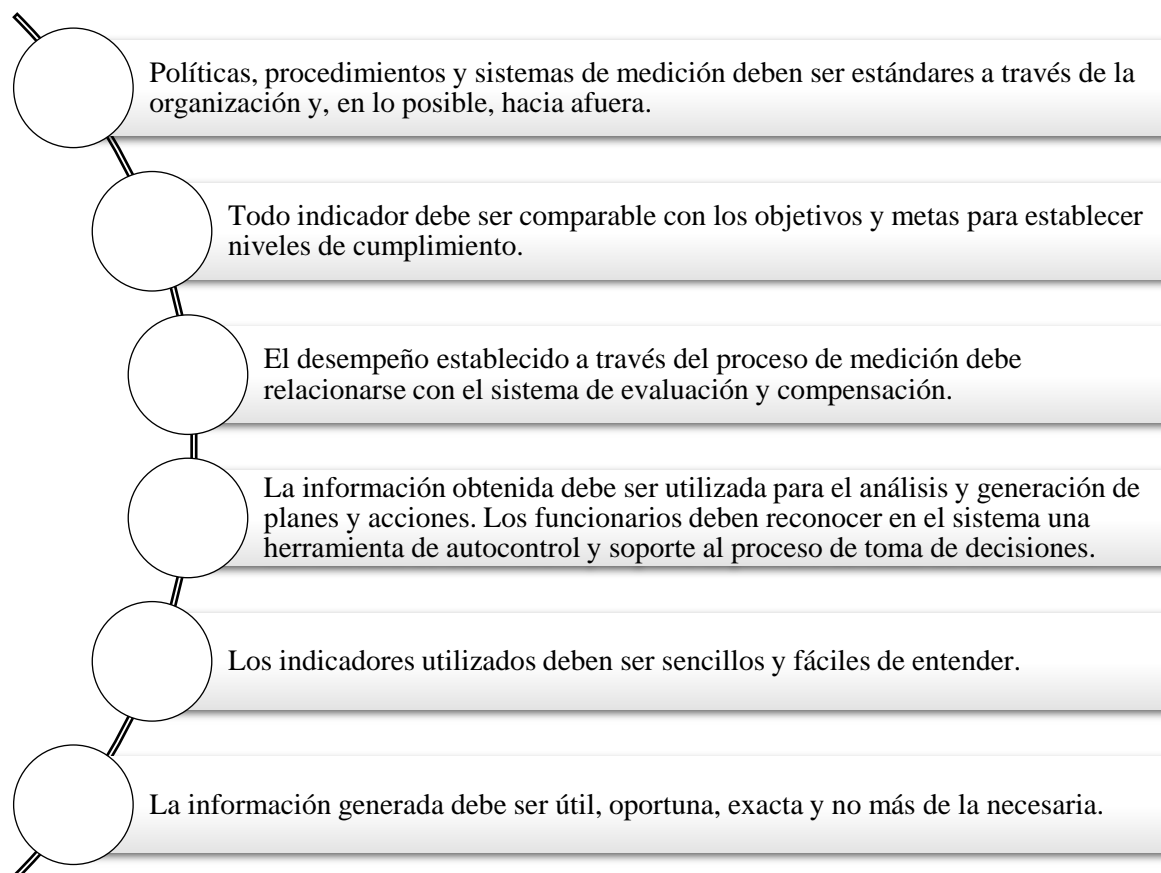 Políticas, procedimientos y sistemas de medición deben ser estándares a través de la
organización y, en lo posible, hacia afuera.
Todo indicador debe ser comparable con los objetivos y metas para establecer
niveles de cumplimiento.
El desempeño establecido a través del proceso de medición debe
relacionarse con el sistema de evaluación y compensación.
La información obtenida debe ser utilizada para el análisis y generación de
planes y acciones. Los funcionarios deben reconocer en el sistema una
herramienta de autocontrol y soporte al proceso de toma de decisiones.
Los indicadores utilizados deben ser sencillos y fáciles de entender.
La información generada debe ser útil, oportuna, exacta y no más de la necesaria.